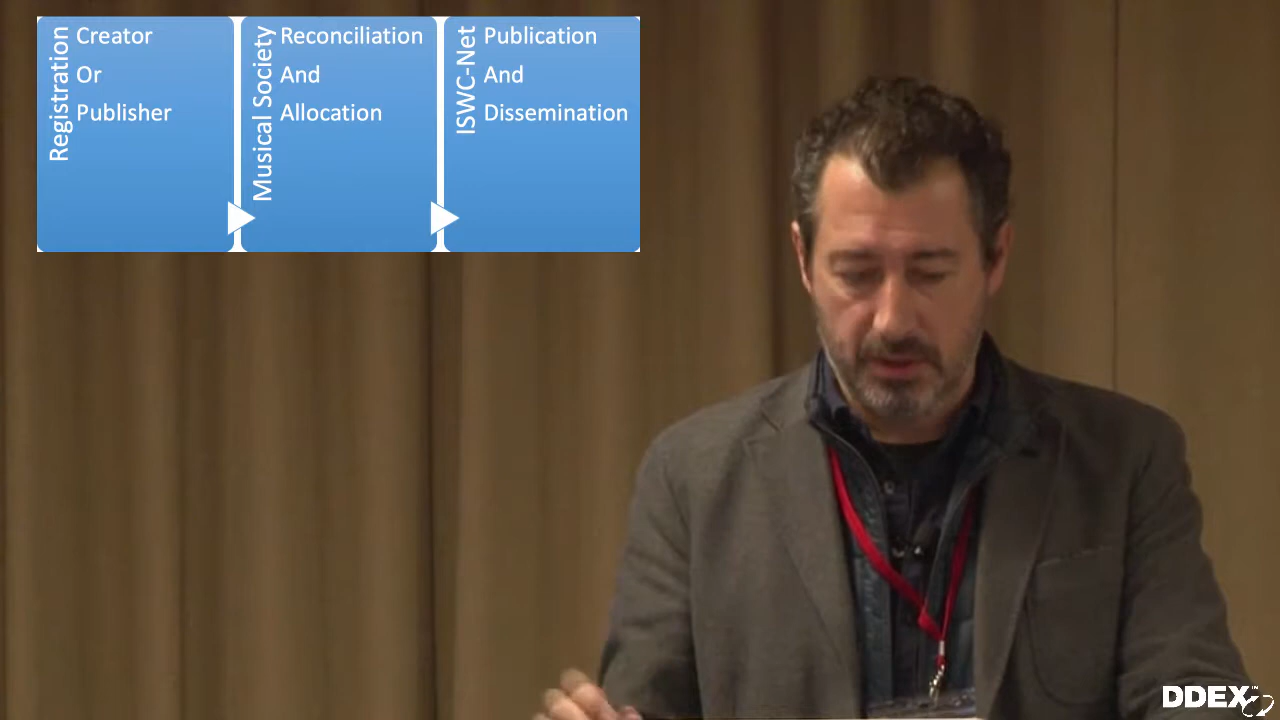 Registration
Creator
Or
Publisher
Musical Society
Reconciliation
And
Allocation
ISWC-Net
Publication
And
Dissemination
DDEX